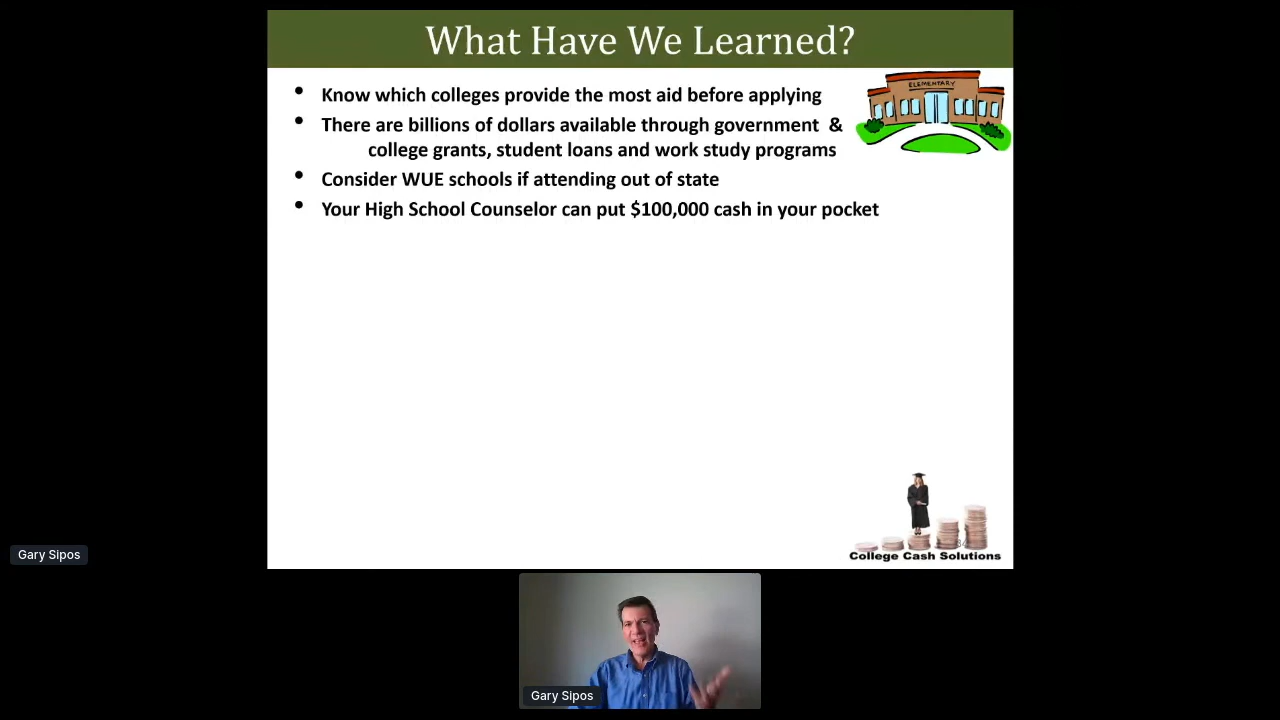 What Have We Learned?
ELEMENTARY
• Know which colleges provide the most aid before applying
• There are billions of dollars available through government &
college grants, student loans and work study programs
• Consider WUE schools if attending out of state
• Your High School Counselor can put $100,000 cash in your pocket
College Cash Solutions
Gary Sipos
Gary Sipos